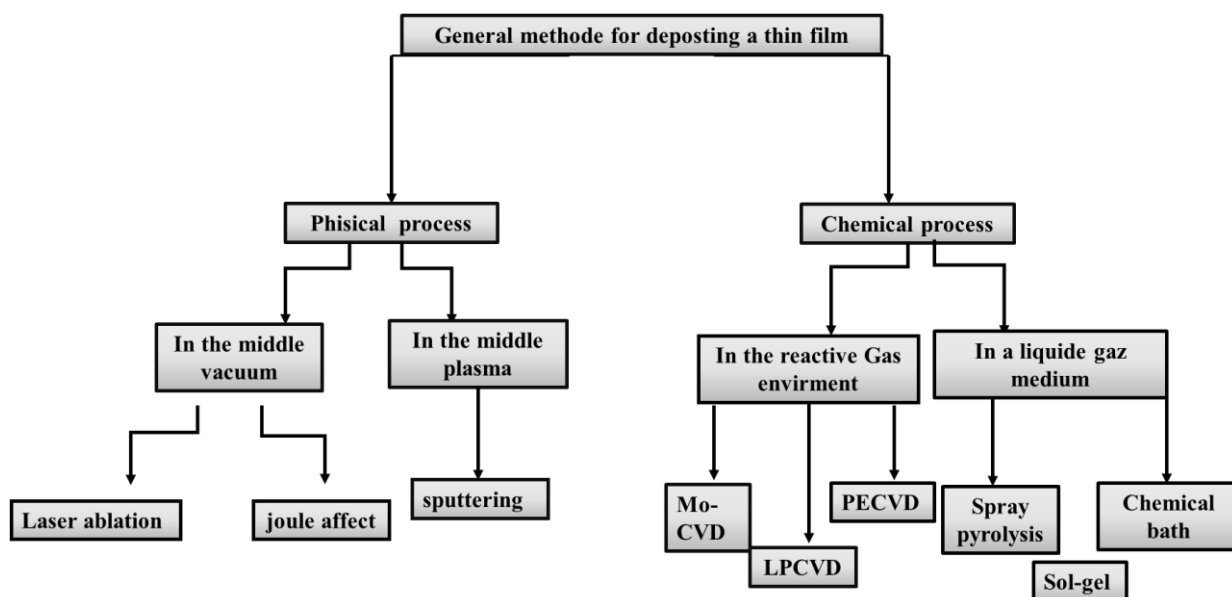 General methode for deposting a thin film
Phisical process
Chemical process
In the middle
vacuum
In the middle
plasma
In the reactive Gas
envirment
In a liquide gaz
medium
Laser ablation
joule affect
sputtering
Mo-
CVD
LPCVD
PECVD
Spray
pyrolysis
Sol-gel
Chemical
bath